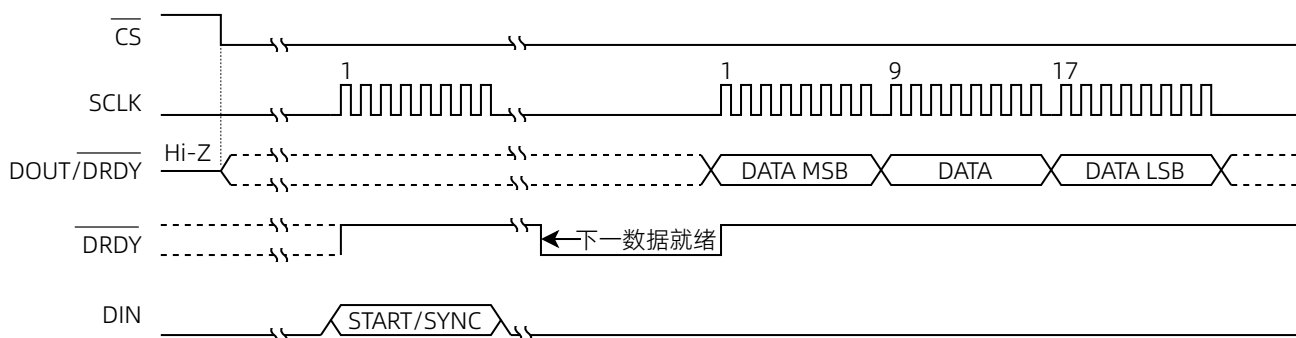 CS
1 1 9 17
SCLK
Hi-Z
DOUT/DRDY DATA MSB DATA DATA LSB
DRDY 下一数据就绪
DIN START/SYNC